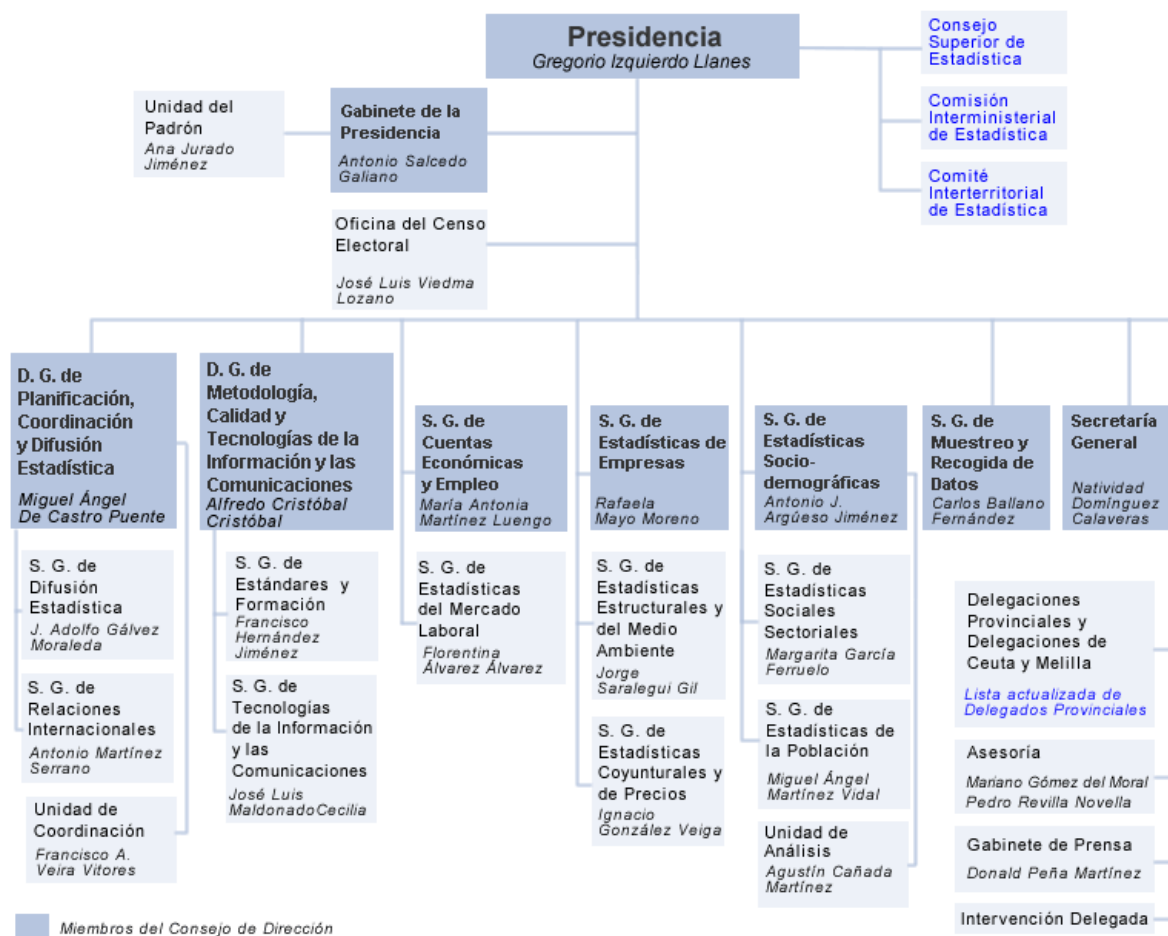 Presidencia
Gregorio Izquierdo Llanes
Consejo
Superior de
Estadística
Comisión
Interministerial
de Estadística
Comité
Interterritorial
de Estadística
Unidad del
Padrón
Ana Jurado
Jiménez
Gabinete de la
Presidencia
Antonio Salcedo
Galiano
Oficina del Censo
Electoral
José Luis Viedma
Lozano
D. G. de
Planificación,
Coordinación
y Difusión
Estadística
Miguel Ángel
De Castro Puente
D. G. de
Metodología,
Calidad y
Tecnologías de la
Información y las
Comunicaciones
Alfredo Cristóbal
Cristóbal
S. G. de
Cuentas
Económicas
y Empleo
María Antonia
Martínez Luengo
S. G. de
Estadísticas de
Empresas
Rafaela
Mayo Moreno
S. G. de
Estadísticas
Socio-
demográficas
Antonio J.
Argüeso Jiménez
S. G. de
Muestreo y
Recogida de
Datos
Carlos Ballano
Fernández
Secretaría
General
Natividad
Domínguez
Calaveras
S. G. de
Difusión
Estadística
J. Adolfo Gálvez
Moraleda
S. G. de
Relaciones
Internacionales
Antonio Martínez
Serrano
Unidad de
Coordinación
Francisco A.
Veira Vitores
S. G. de
Estándares y
Formación
Francisco
Hernández
Jiménez
S. G. de
Tecnologías
de la Información
y las
Comunicaciones
José Luis
MaldonadoCecilia
S. G. de
Estadísticas
del Mercado
Laboral
Florentina
Álvarez Álvarez
S. G. de
Estadísticas
Estructurales y
del Medio
Ambiente
Jorge
Saralegui Gil
S. G. de
Estadísticas
Coyunturales y
de Precios
Ignacio
González Veiga
S. G. de
Estadísticas
Sociales
Sectoriales
Margarita García
Ferruelo
S. G. de
Estadísticas de
la Población
Miguel Ángel
Martínez Vidal
Unidad de
Análisis
Agustín Cañada
Martínez
Delegaciones
Provinciales y
Delegaciones de
Ceuta y Melilla
Lista actualizada de
Delegados Provinciales
Asesoría
Mariano Gómez del Moral
Pedro Revilla Novella
Gabinete de Prensa
Donald Peña Martínez
Intervención Delegada
Miembros del Consejo de Dirección